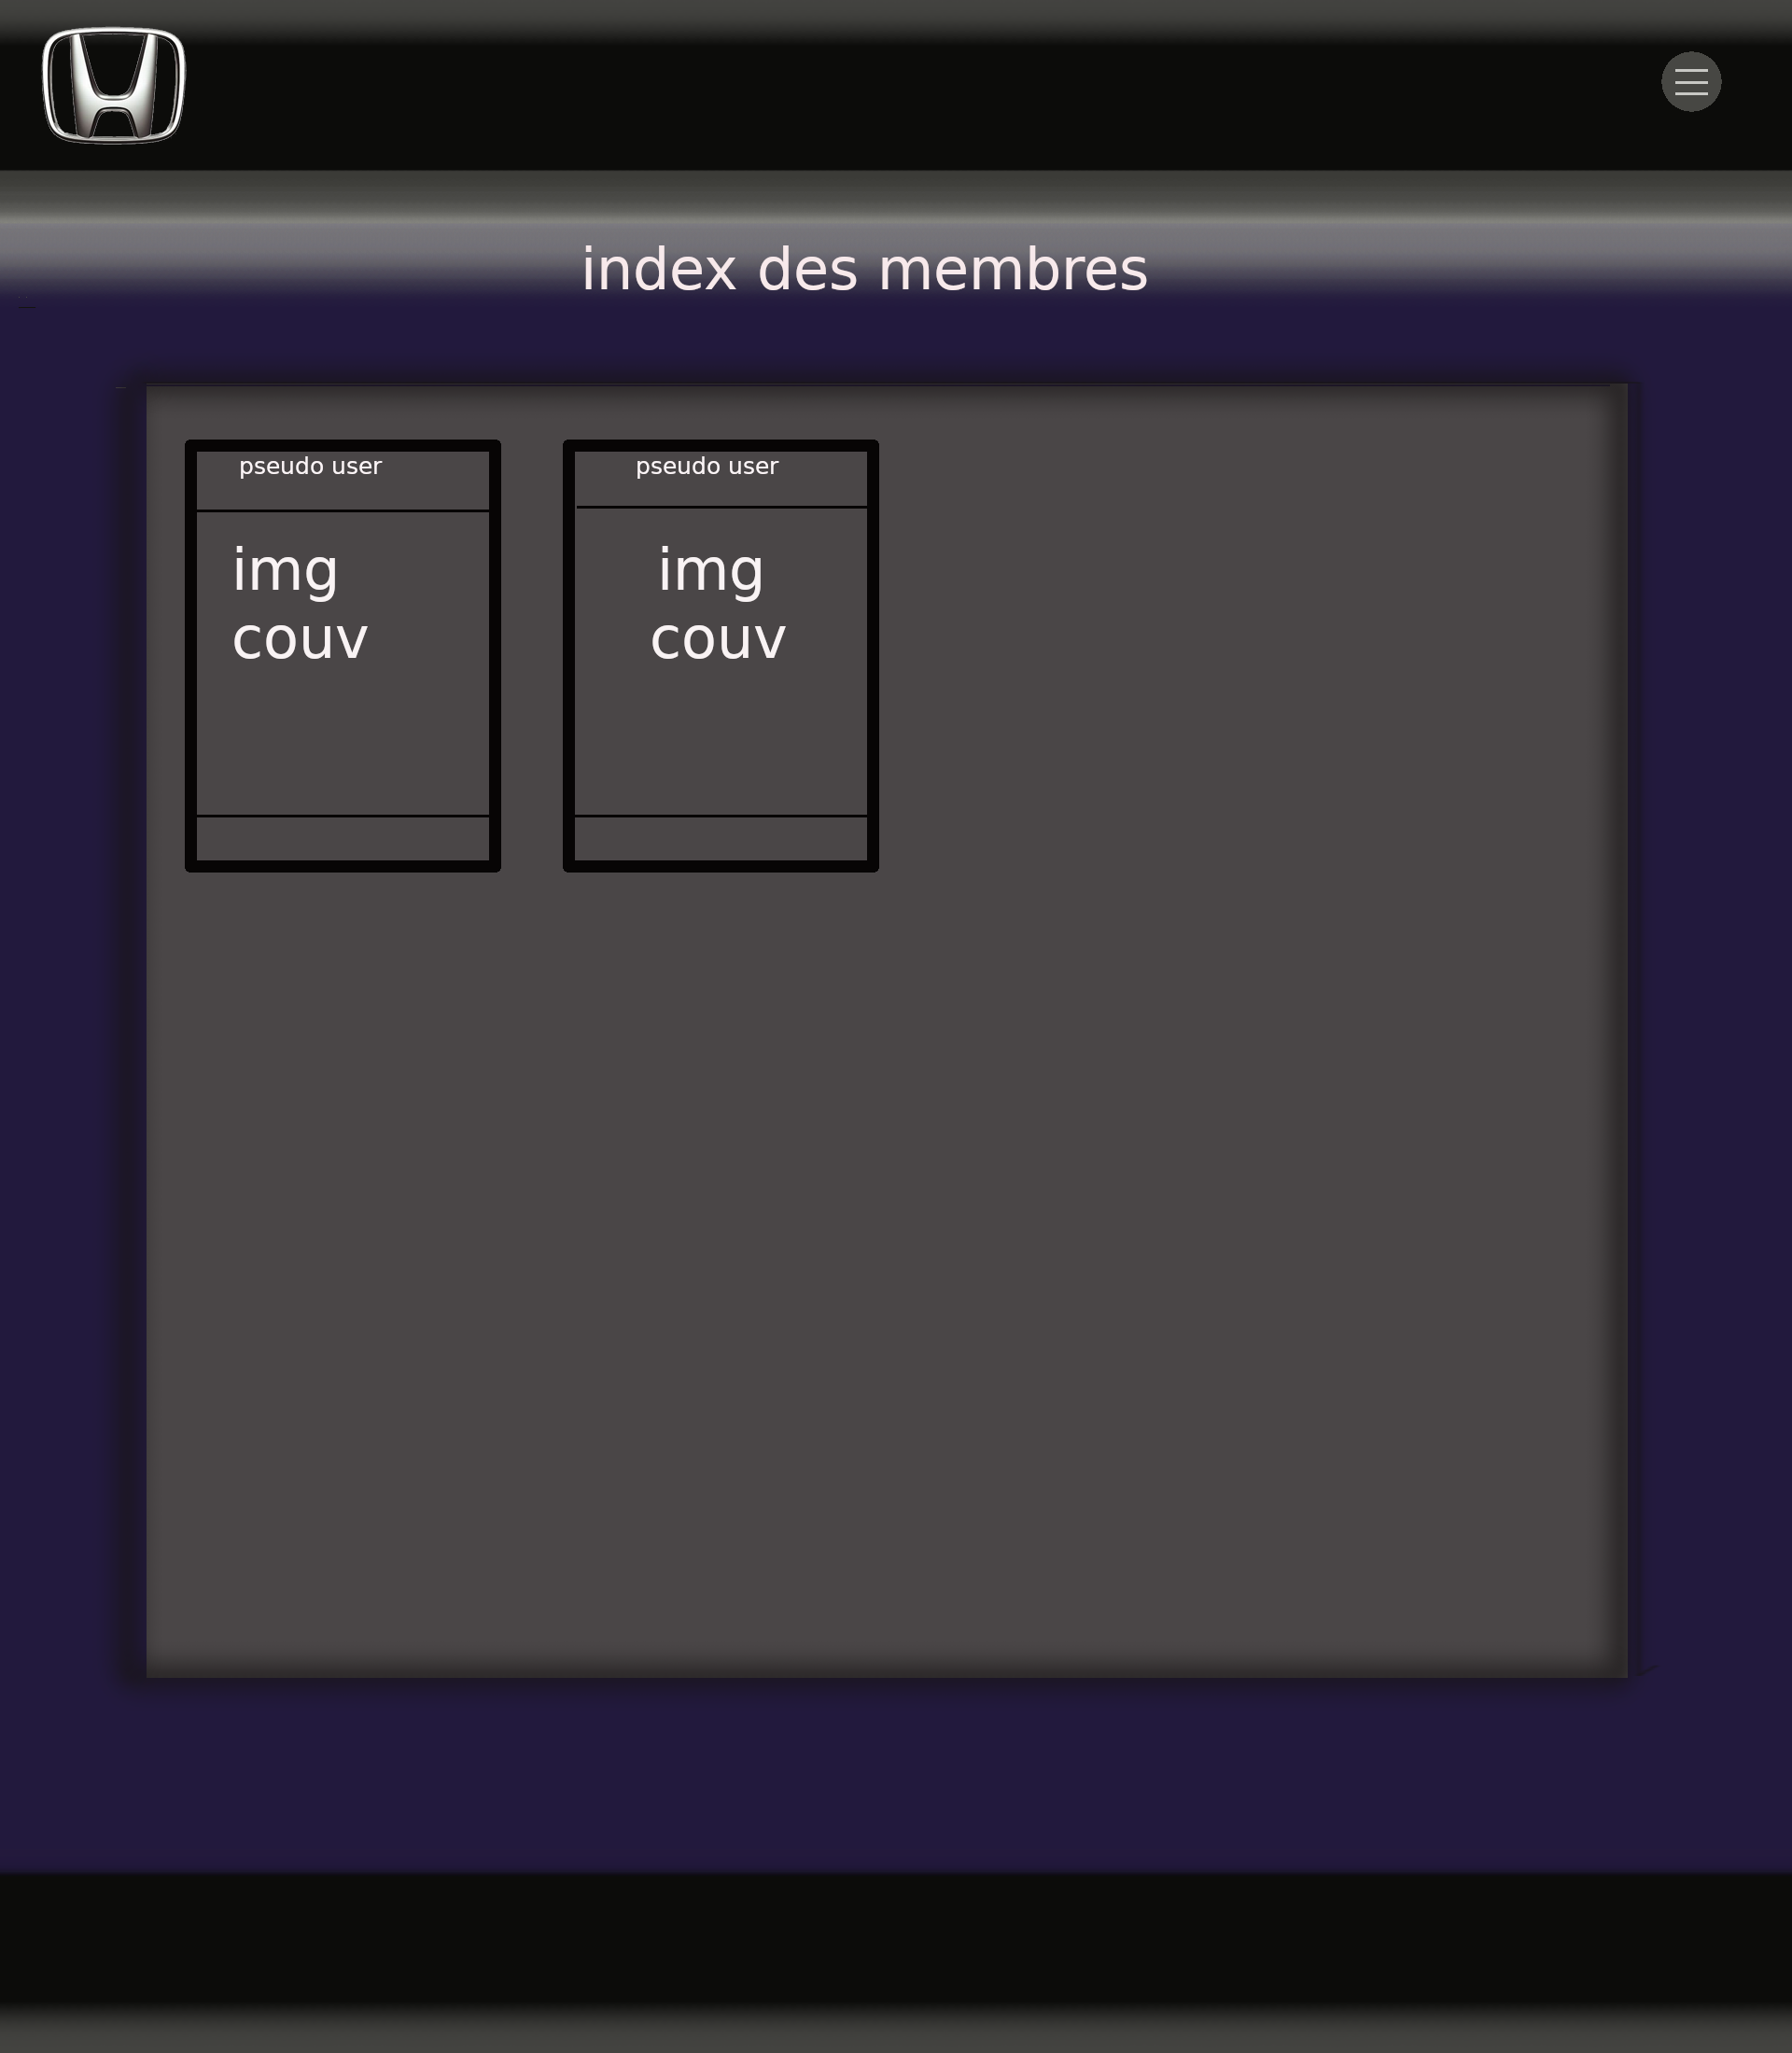 index des membres
pseudo user
img
couv
pseudo user
img
couv